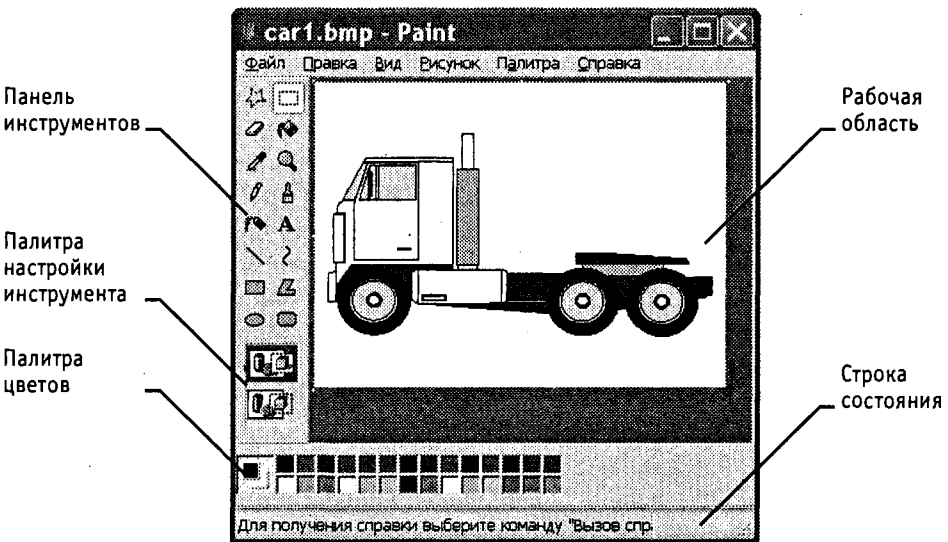 car1.bmp - Paint
Файл Правка Вид Рисунок Палитра Справка
Панель
инструментов
Рабочая
область
A
Палитра
настройки
инструмента
Палитра
цветов
Строка
состояния
Для получения справки выберите команду "Вызов спр